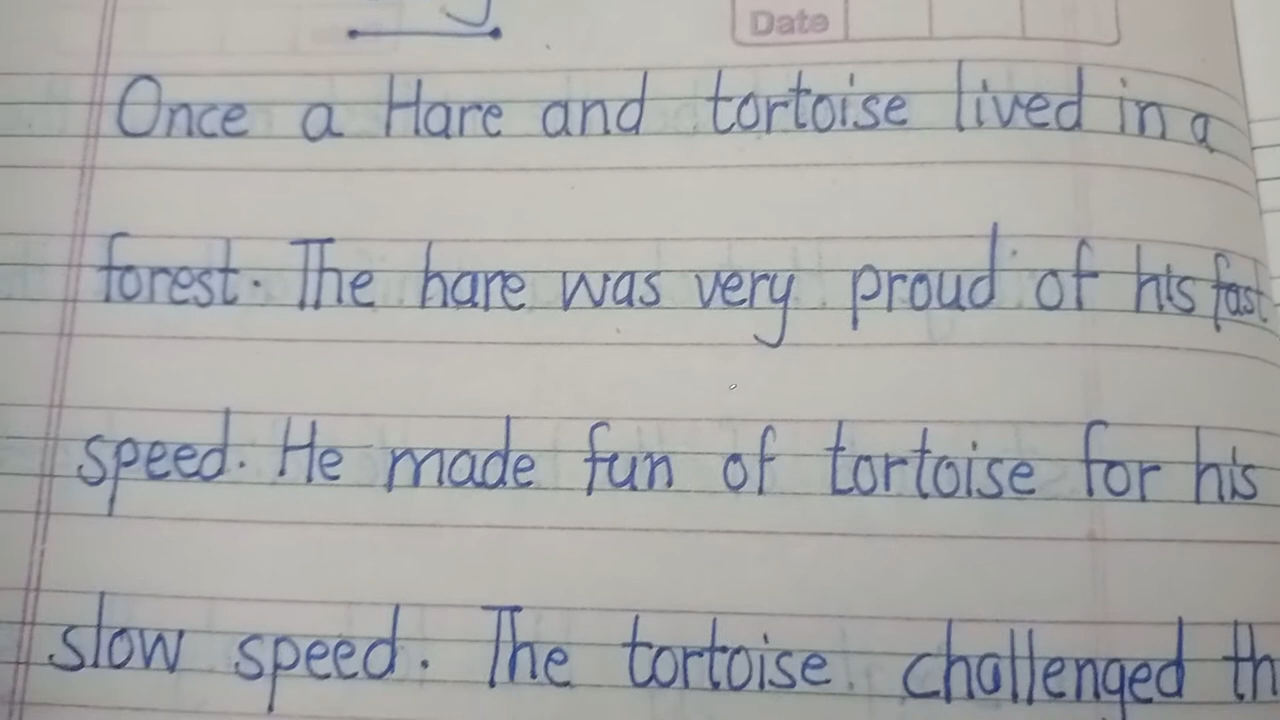 Date
Once a Hare and tortoise lived in a
forest. The hare was very proud of his fast
speed. He made fun of tortoise for his
slow speed. The tortoise challenged th